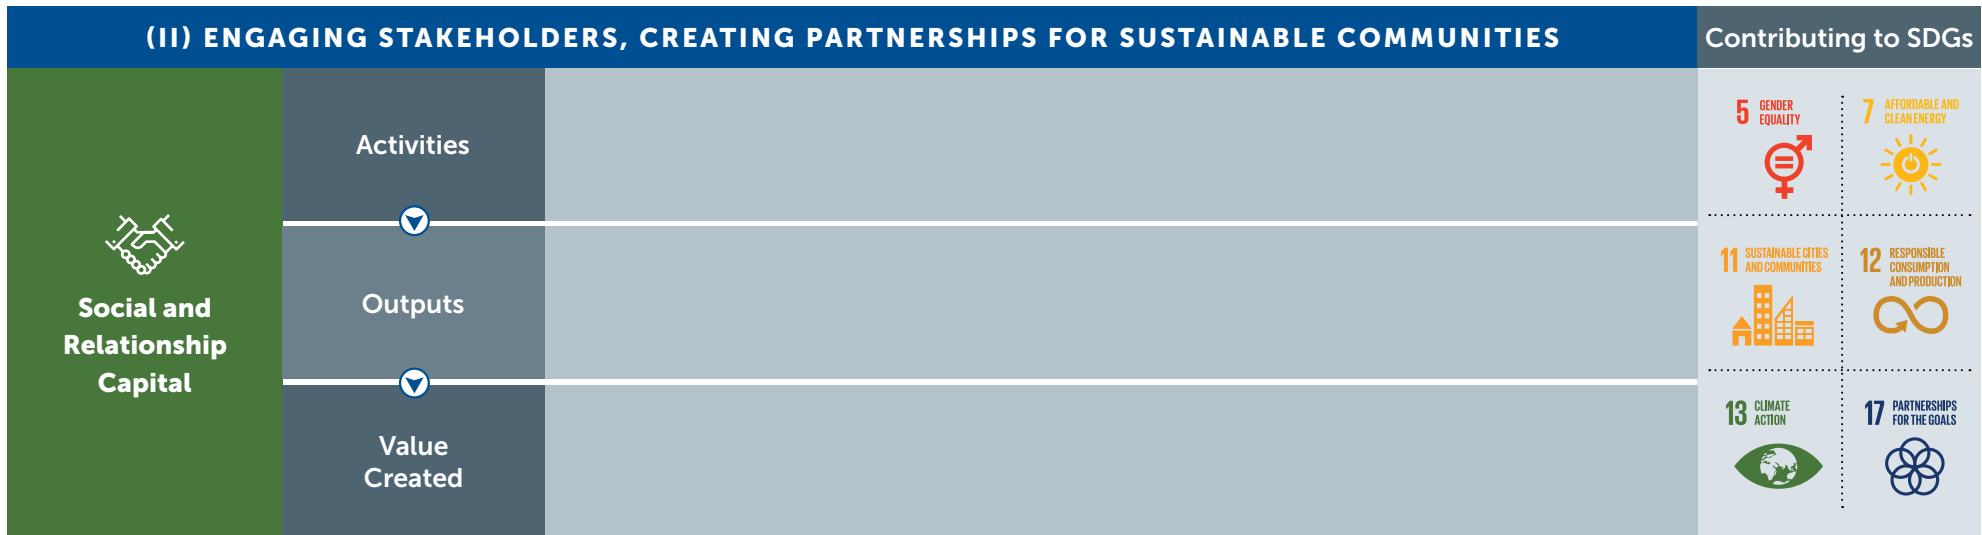 (II) ENGAGING STAKEHOLDERS, CREATING PARTNERSHIPS FOR SUSTAINABLE COMMUNITIES
Contributing to SDGs
Social and
Relationship
Capital
Activities
Outputs
Value
Created
5 GENDER
EQUALITY
7 AFFORDABLE AND
CLEAN ENERGY
11 SUSTAINABLE CITIES
AND COMMUNITIES
12 RESPONSIBLE
CONSUMPTION
AND PRODUCTION
13 CLIMATE
ACTION
17 PARTNERSHIPS
FOR THE GOALS